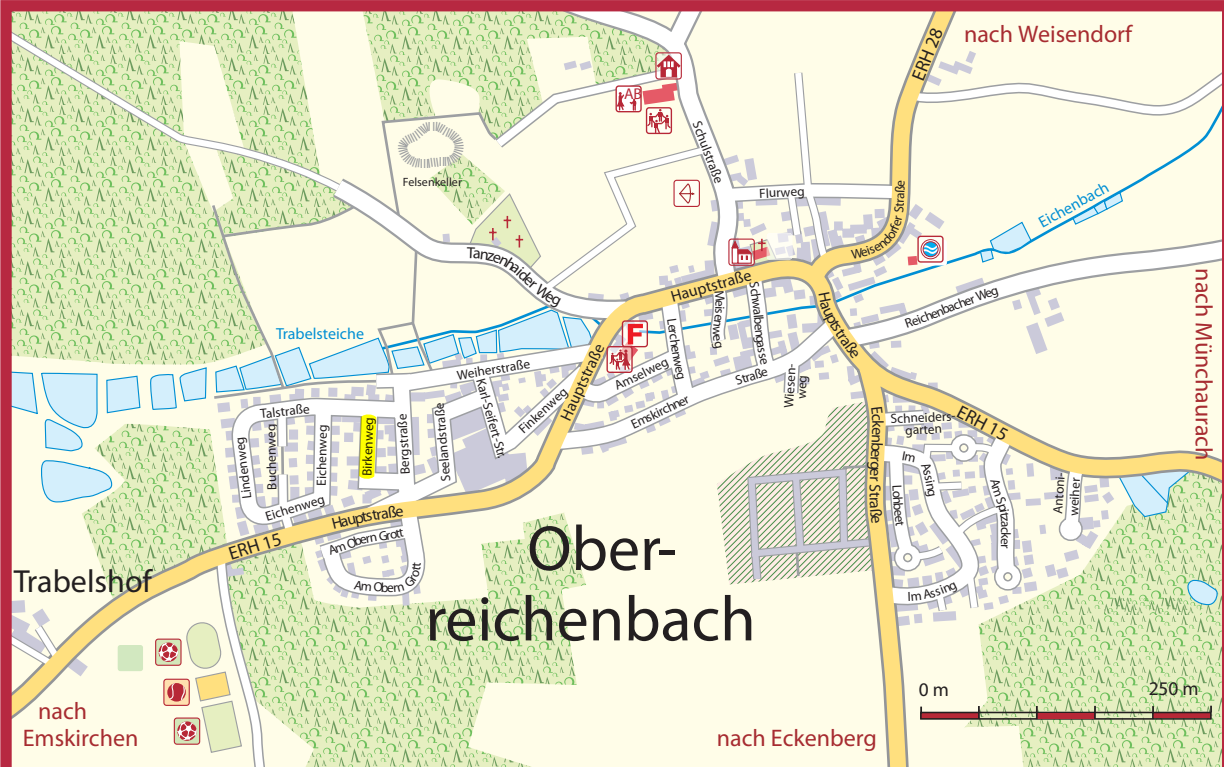 nach Weisendorf
ERH 28
AB
Schulstraße
Felsenkeller
Flurweg
Eichenbach
Weisendorfer Straße
Tanzenhaider Weg
Hauptstraße
nach Münchaurach
Reichenbacher Weg
Meisenweg
Schwalbengasse
Hauptstraße
Lerchenweg
F
Trabelsteiche
Weiherstraße
Hauptstraße
Amselweg
Straße
Emskirchner
Wiesen-
weg
Karl-Seifert-Str.
Finkenweg
Talstraße
Lindenweg
Buchenweg
Eichenweg
Birkenweg
Bergstraße
Seelandstraße
Eichenweg
Hauptstraße
ERH 15
Am Obern Grott
Am Obern Grott
Eckenberger Straße
Schneiders-
garten
ERH 15
Im
Assing
Lohbeet
Am Spitzacker
Antoni-
weiher
Im Assing
Ober-
reichenbach
Trabelshof
nach
Emskirchen
nach Eckenberg
0 m
250 m